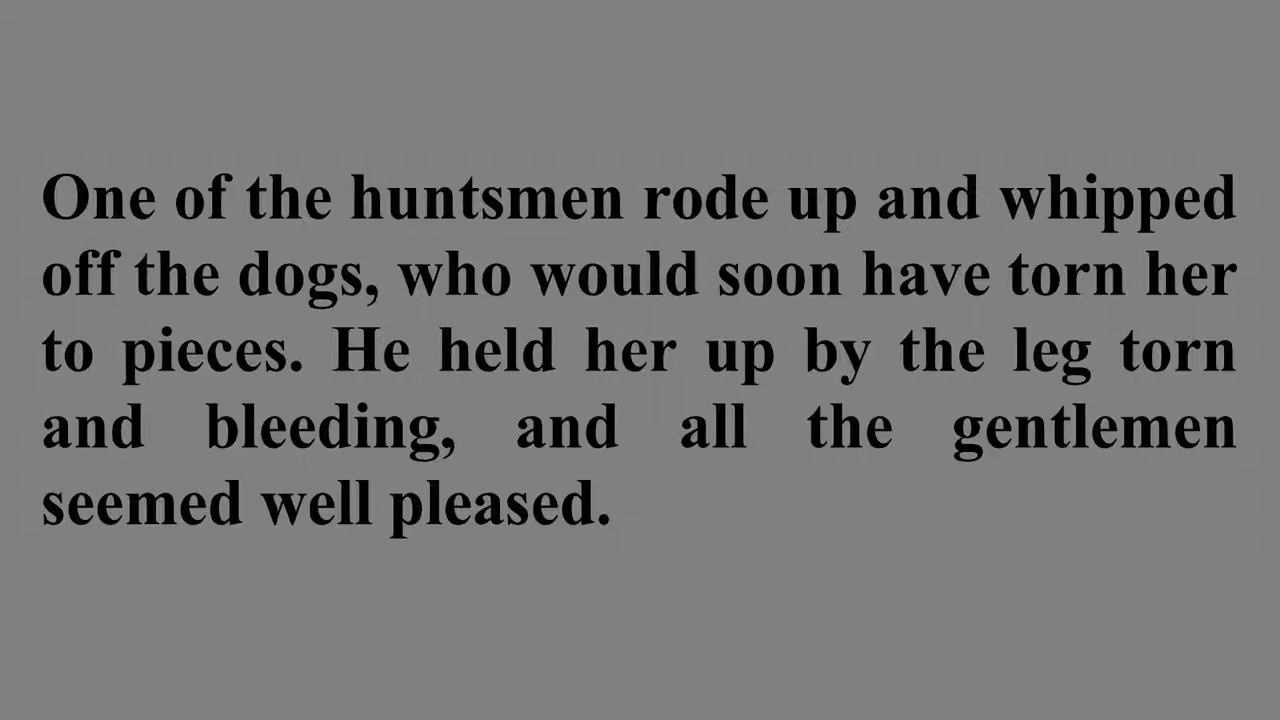 One of the huntsmen rode up and whipped
off the dogs, who would soon have torn her
to pieces. He held her up by the leg torn
and bleeding, and all the gentlemen
seemed well pleased.